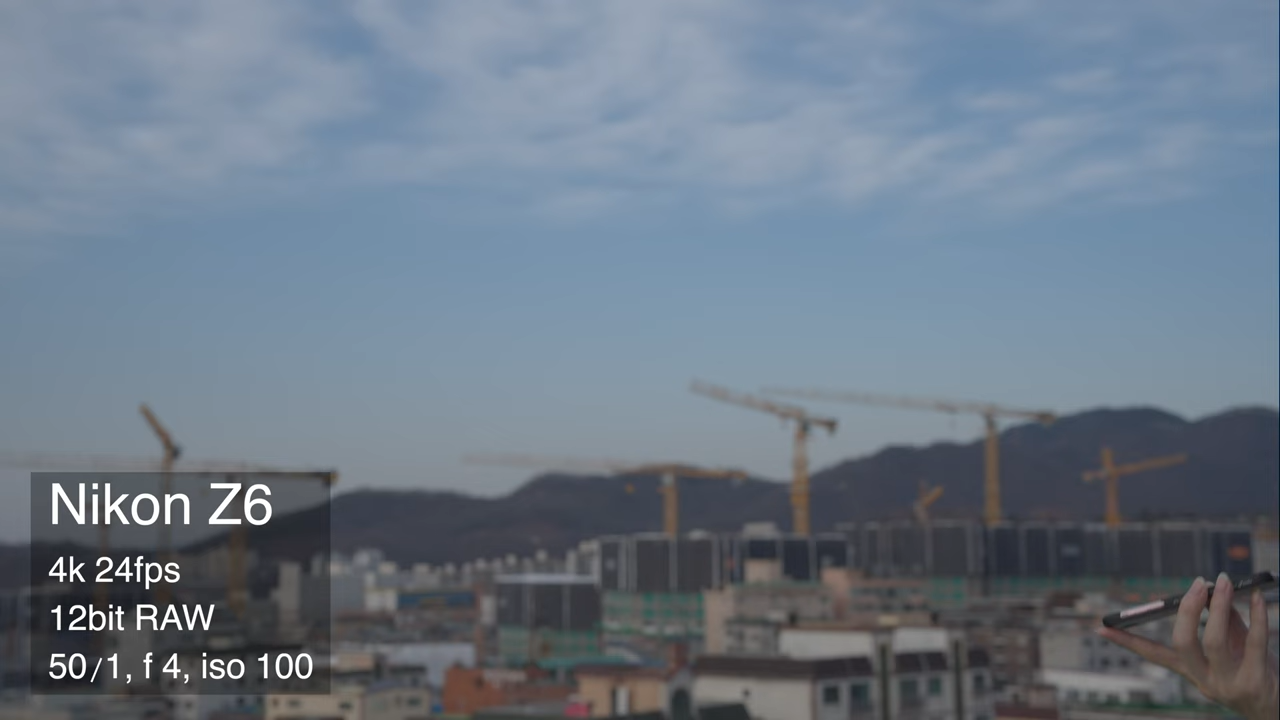 Nikon Z6
4k 24fps
12bit RAW
50/1, f 4, iso 100